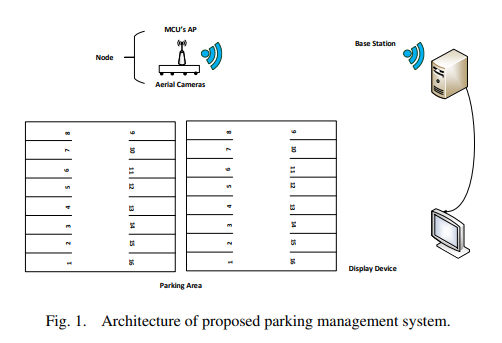 MCU's AP
Node
Aerial Cameras
Base Station
8 9 8 9
7 10 7 10
6 11 6 11
5 12 5 12
4 13 4 13
3 14 3 14
2 15 2 15
1 16 1 16
Display Device
Parking Area
Fig. 1. Architecture of proposed parking management system.